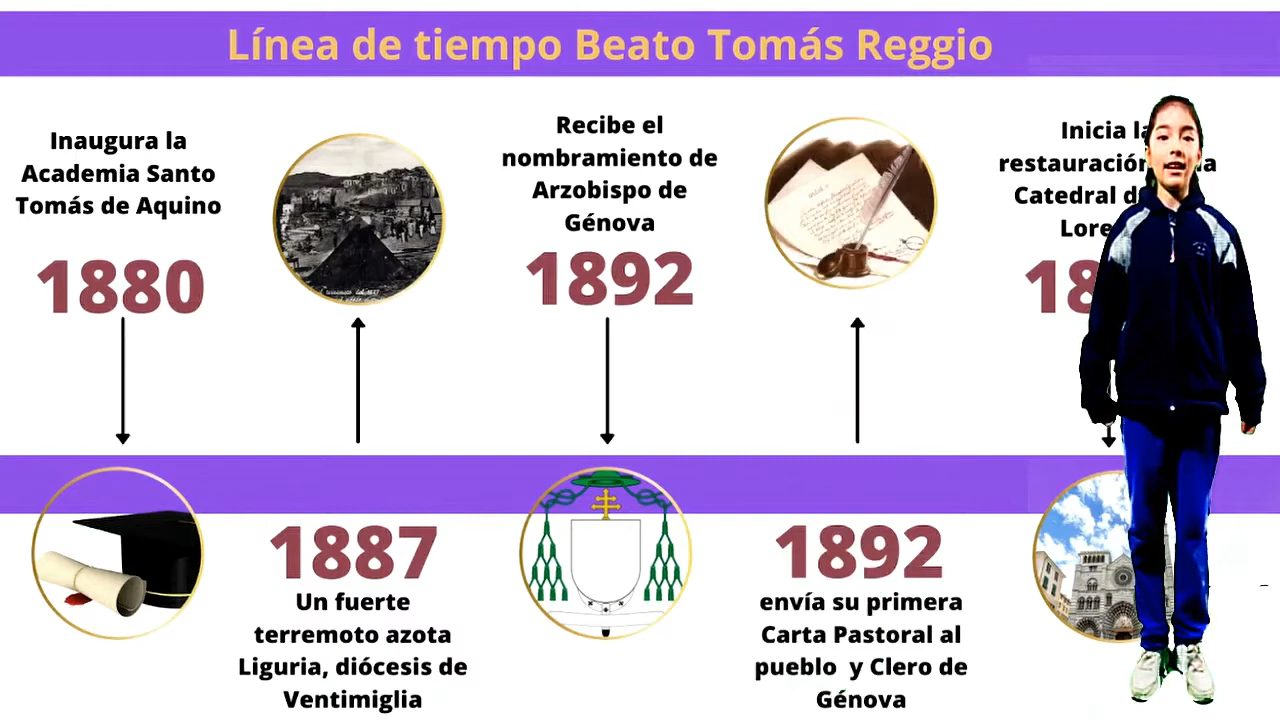 Línea de tiempo Beato Tomás Reggio
Inaugura la
Academia Santo
Tomás de Aquino
1880
1887
Un fuerte
terremoto azota
Liguria, diócesis de
Ventimiglia
Recibe el
nombramiento de
Arzobispo de
Génova
1892
1892
envía su primera
Carta Pastoral al
pueblo y Clero de
Génova
Inicia
restauración
Catedral